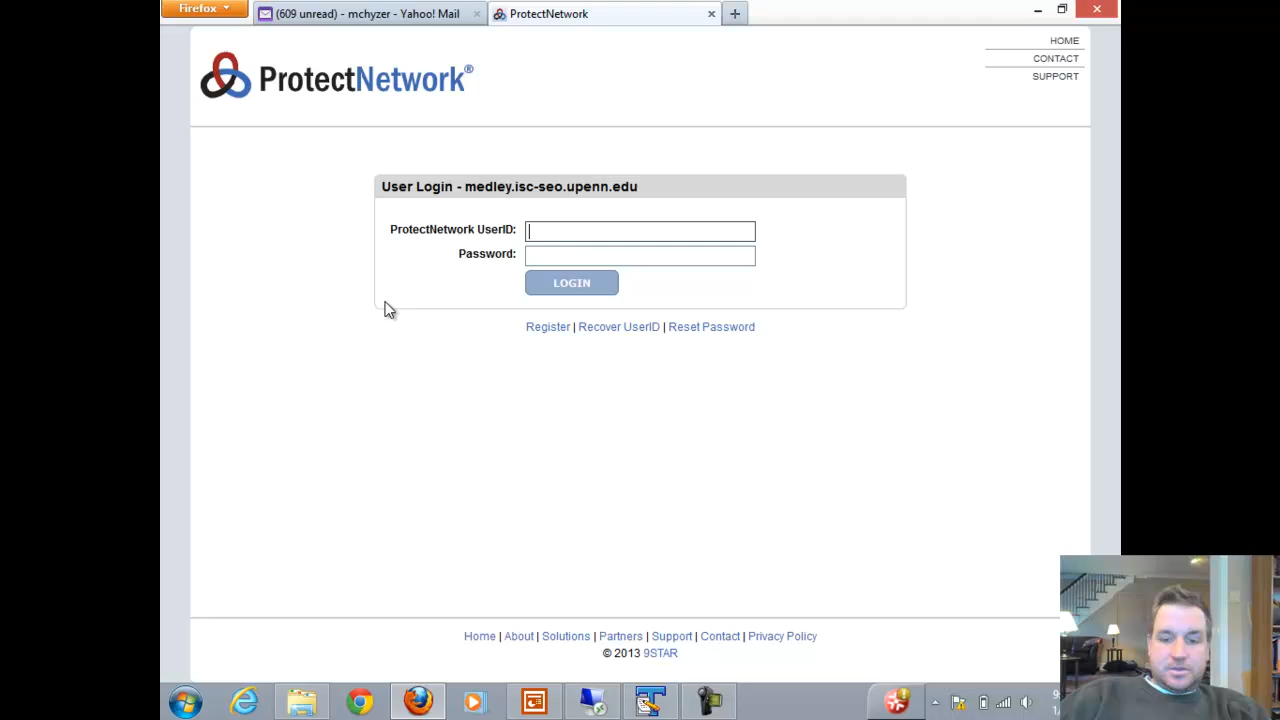 Firefox
(609 unread) - mchyzer - Yahoo! Mail
ProtectNetwork
HOME
CONTACT
SUPPORT
ProtectNetwork®
User Login - medley.isc-seo.upenn.edu
ProtectNetwork UserID:
Password:
LOGIN
Register | Recover UserID | Reset Password
Home | About | Solutions | Partners | Support | Contact | Privacy Policy
© 2013 9STAR